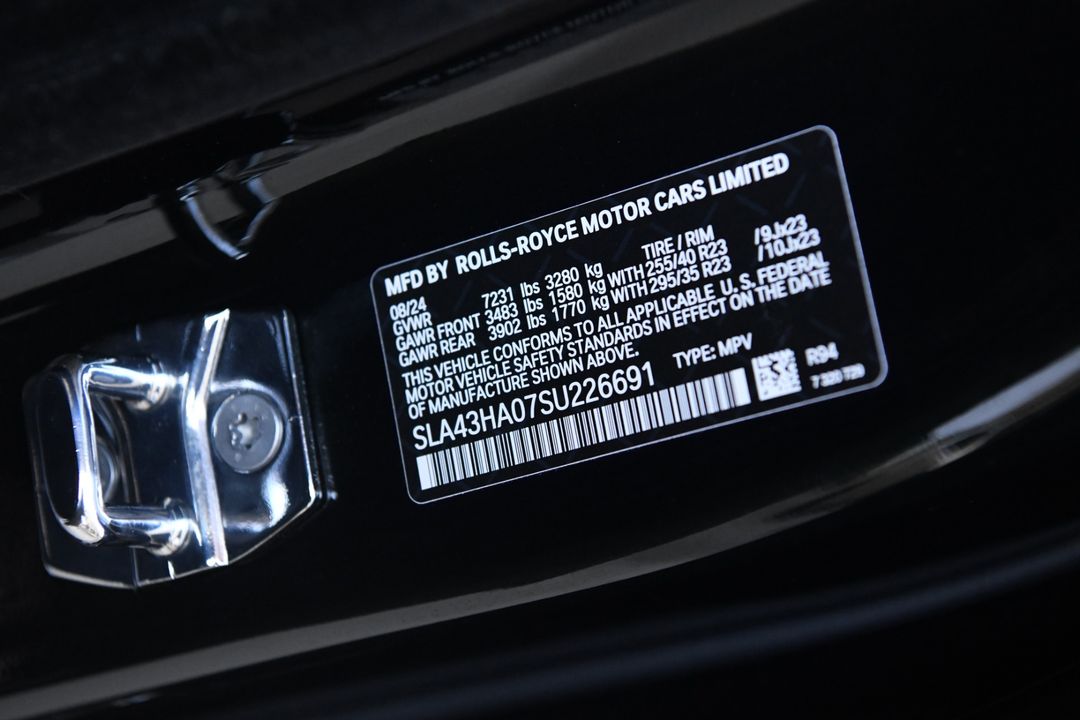 MFD BY ROLLS-ROYCE MOTOR CARS LIMITED
08/24
GVWR 7231 lbs 3280 kg TIRE / RIM
GAWR FRONT 3483 lbs 1580 kg WITH 255/40 R23 /9Jx23
GAWR REAR 3902 lbs 1770 kg WITH 295/35 R23 /10Jx23
THIS VEHICLE CONFORMS TO ALL APPLICABLE U. S. FEDERAL
MOTOR VEHICLE SAFETY STANDARDS IN EFFECT ON THE DATE
OF MANUFACTURE SHOWN ABOVE.
SLA43HA07SU226691 TYPE: MPV R94